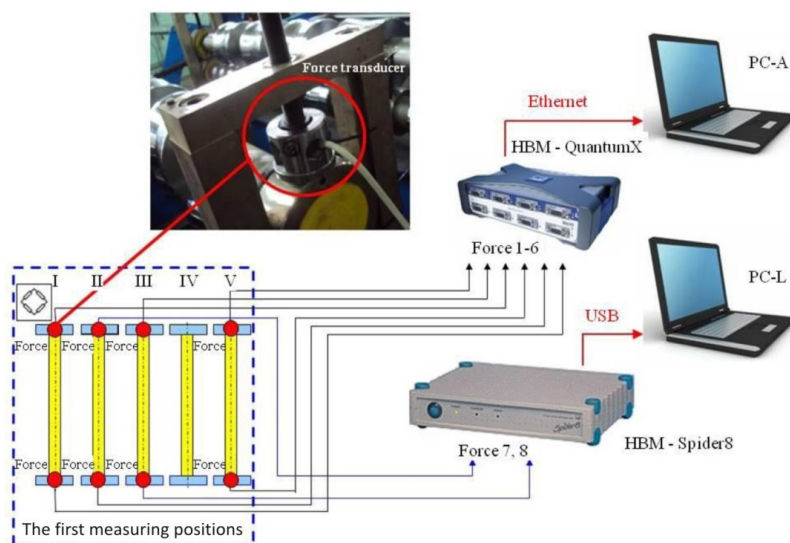 Force transducer
PC-A
Ethernet
HBM - QuantumX
Force 1-6
PC-L
I II III IV V
USB
Force Force Force Force
HBM - Spider8
Spider8
Force 7, 8
Force Force Force Force
The first measuring positions